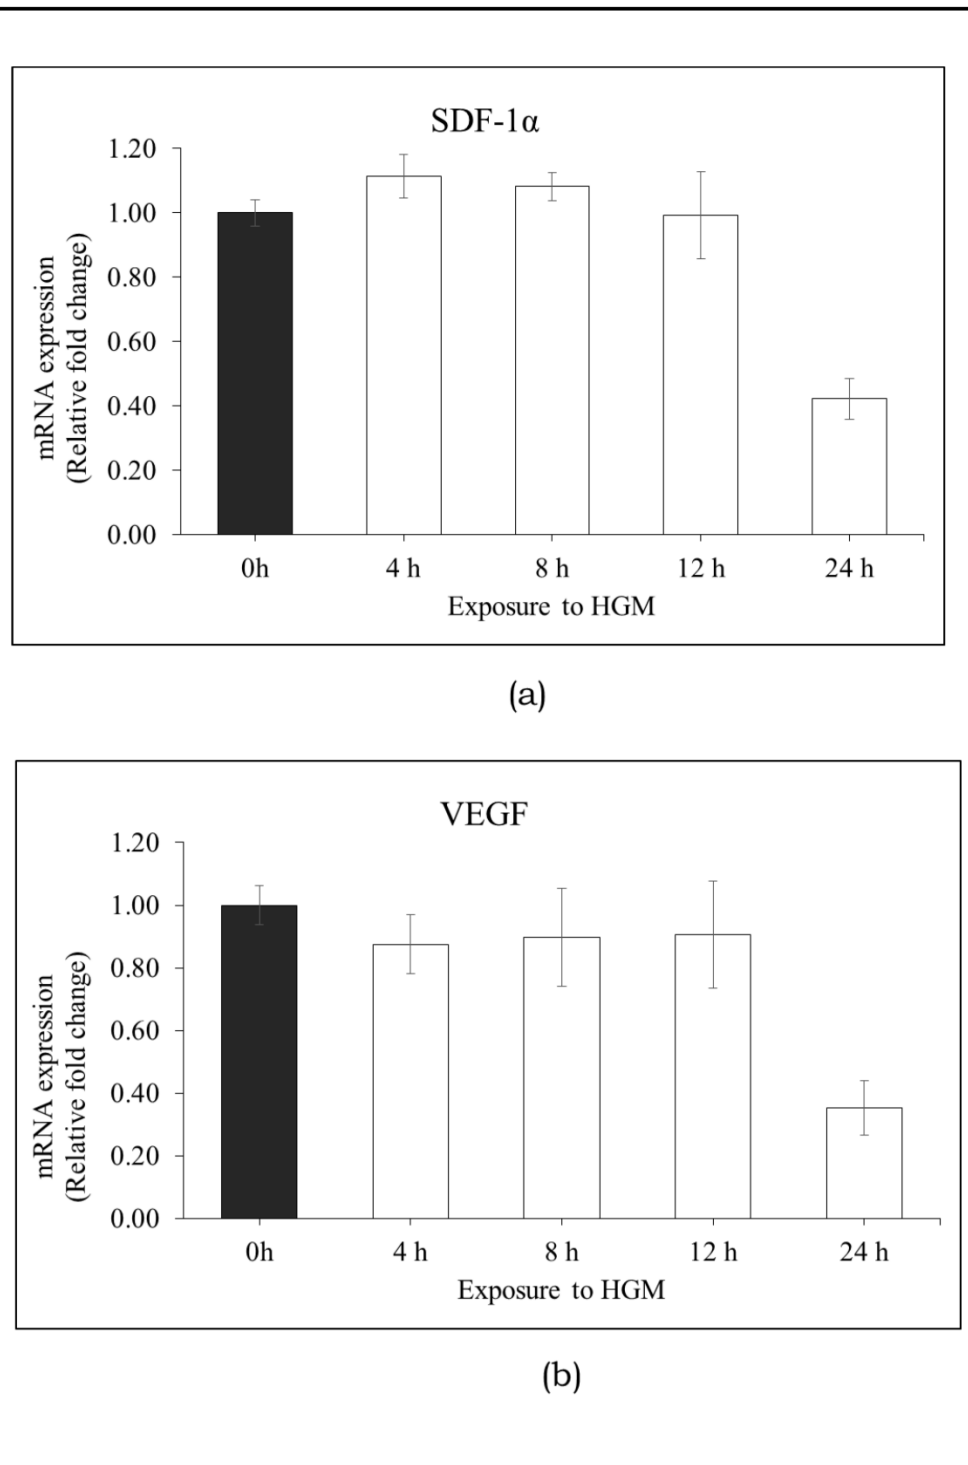 SDF-1α
1.20
1.00
0.80
0.60
0.40
0.20
0.00
mRNA expression
(Relative fold change)
0h 4 h 8 h 12 h 24 h
Exposure to HGM
(a)
VEGF
1.20
1.00
0.80
0.60
0.40
0.20
0.00
mRNA expression
(Relative fold change)
0h 4 h 8 h 12 h 24 h
Exposure to HGM
(b)